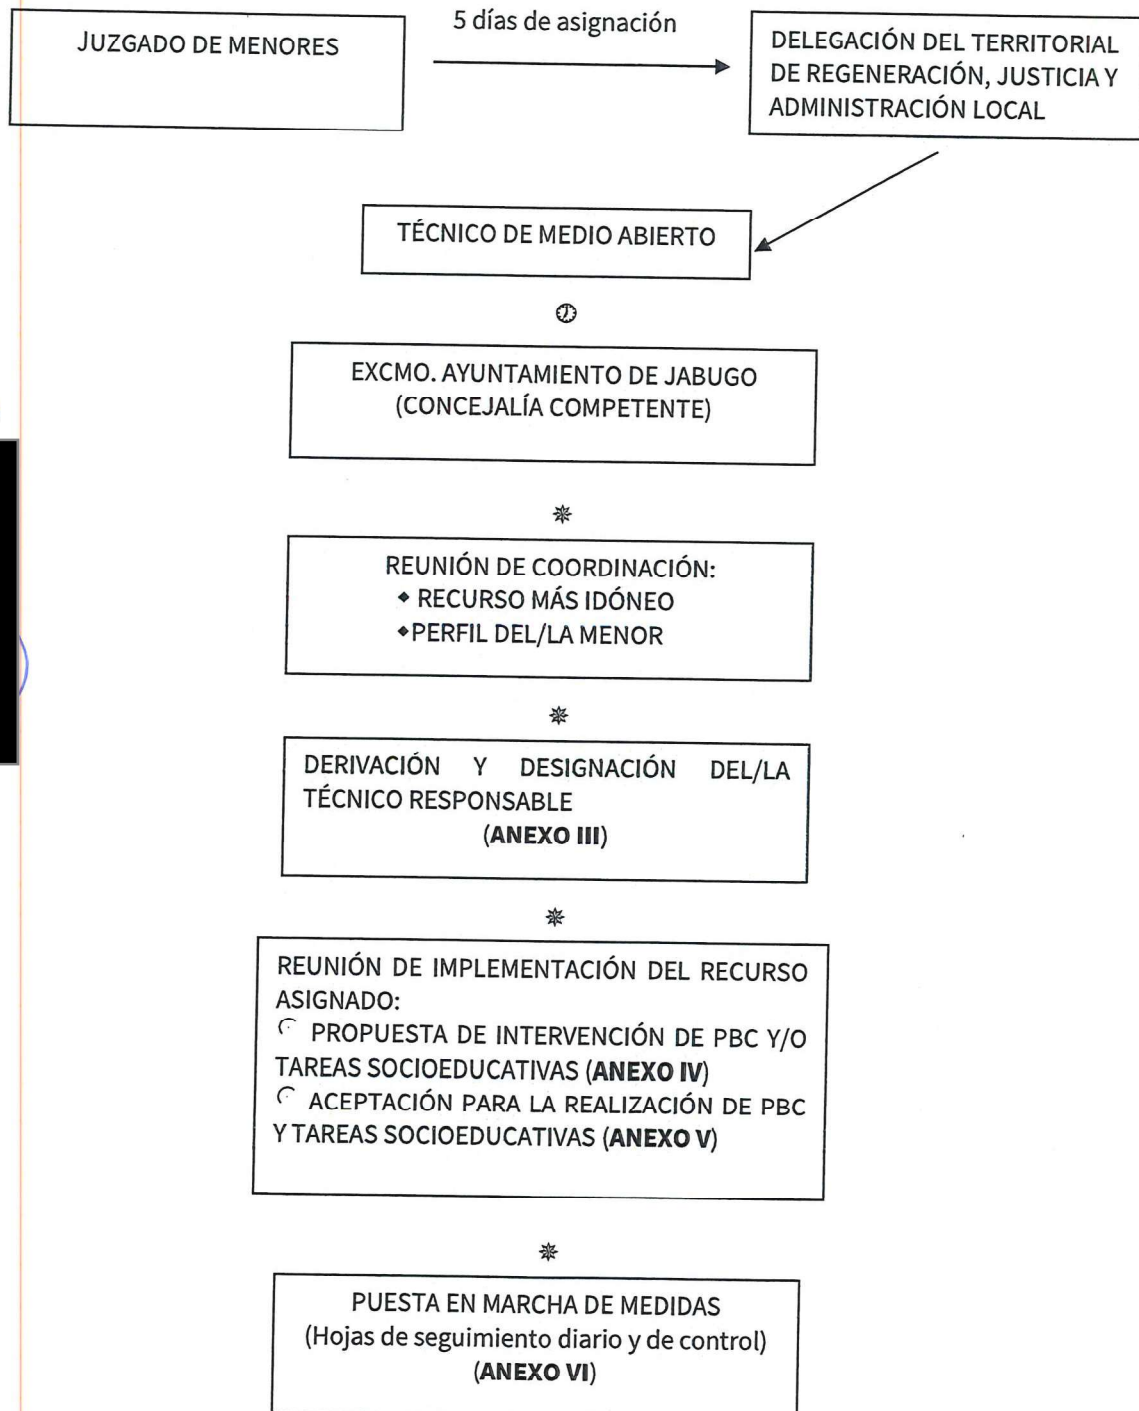 JUZGADO DE MENORES
5 días de asignación
DELEGACIÓN DEL TERRITORIAL
DE REGENERACIÓN, JUSTICIA Y
ADMINISTRACIÓN LOCAL
TÉCNICO DE MEDIO ABIERTO
EXCMO. AYUNTAMIENTO DE JABUGO
(CONCEJALÍA COMPETENTE)
REUNIÓN DE COORDINACIÓN:
◆ RECURSO MÁS IDÓNEO
◆PERFIL DEL/LA MENOR
DERIVACIÓN Y DESIGNACIÓN DEL/LA
TÉCNICO RESPONSABLE
(ANEXO III)
REUNIÓN DE IMPLEMENTACIÓN DEL RECURSO
ASIGNADO:
PROPUESTA DE INTERVENCIÓN DE PBC Y/O
TAREAS SOCIOEDUCATIVAS (ANEXO IV)
ACEPTACIÓN PARA LA REALIZACIÓN DE PBC
Y TAREAS SOCIOEDUCATIVAS (ANEXO V)
PUESTA EN MARCHA DE MEDIDAS
(Hojas de seguimiento diario y de control)
(ANEXO VI)